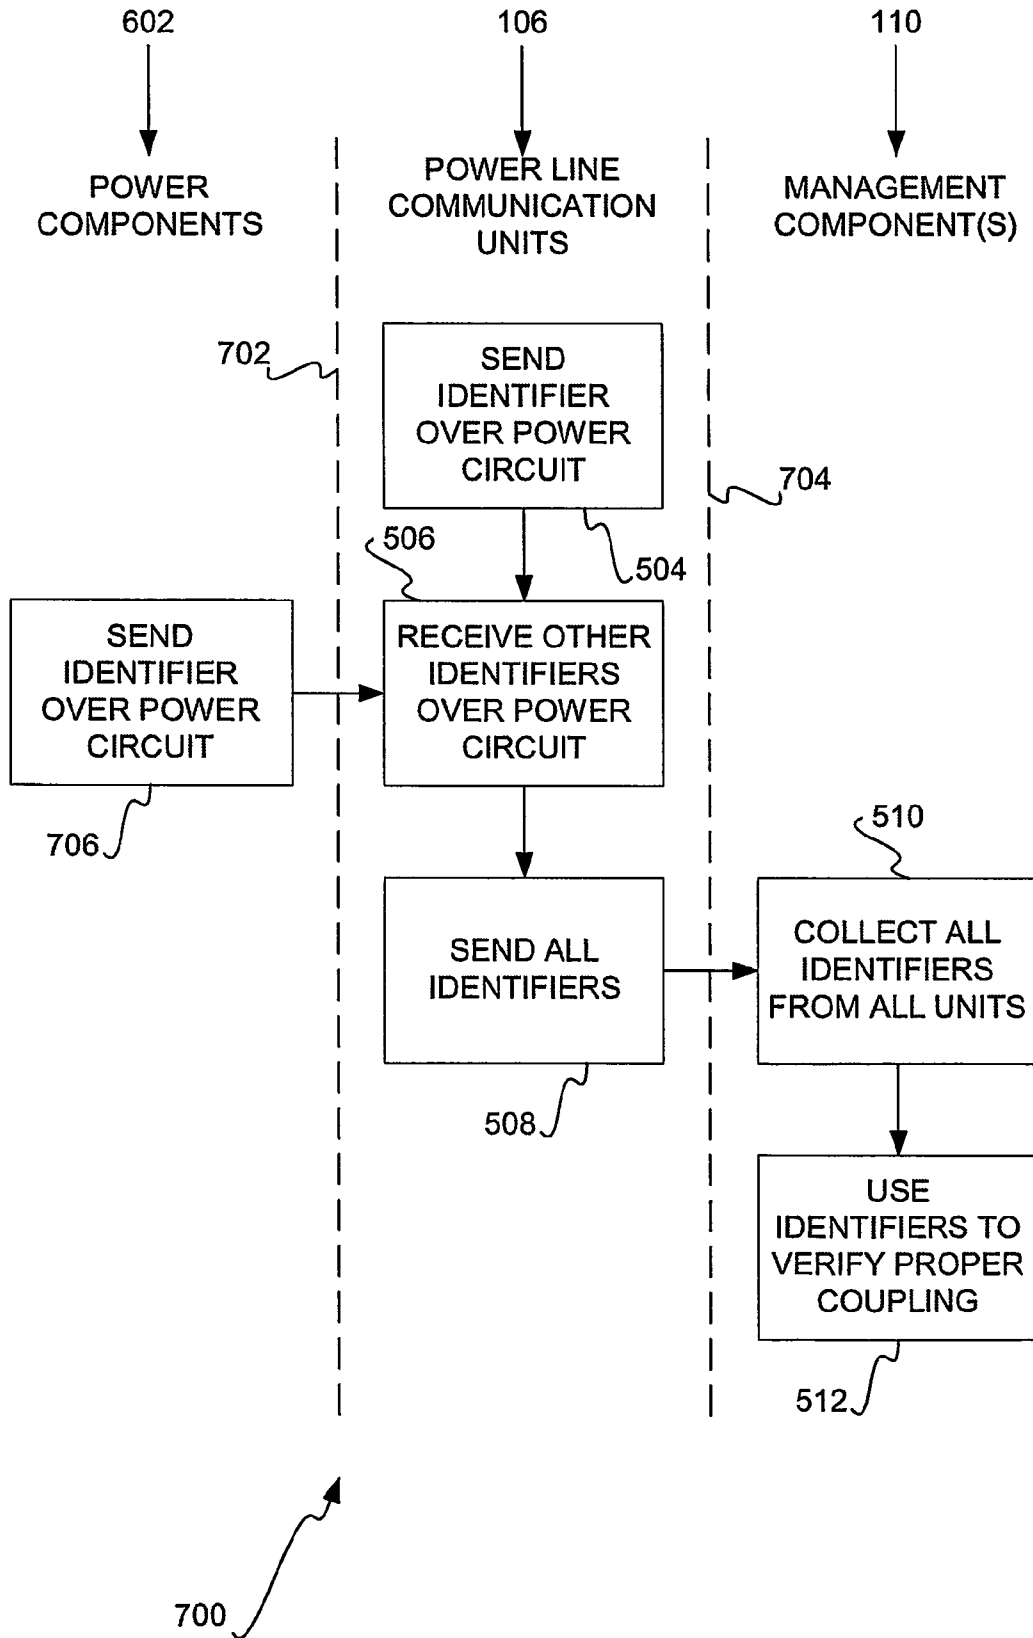 602
106
110
POWER
COMPONENTS
POWER LINE
COMMUNICATION
UNITS
MANAGEMENT
COMPONENT(S)
702
SEND
IDENTIFIER
OVER POWER
CIRCUIT
704
506
504
SEND
IDENTIFIER
OVER POWER
CIRCUIT
RECEIVE OTHER
IDENTIFIERS
OVER POWER
CIRCUIT
706
510
SEND ALL
IDENTIFIERS
COLLECT ALL
IDENTIFIERS
FROM ALL UNITS
508
USE
IDENTIFIERS TO
VERIFY PROPER
COUPLING
512
700